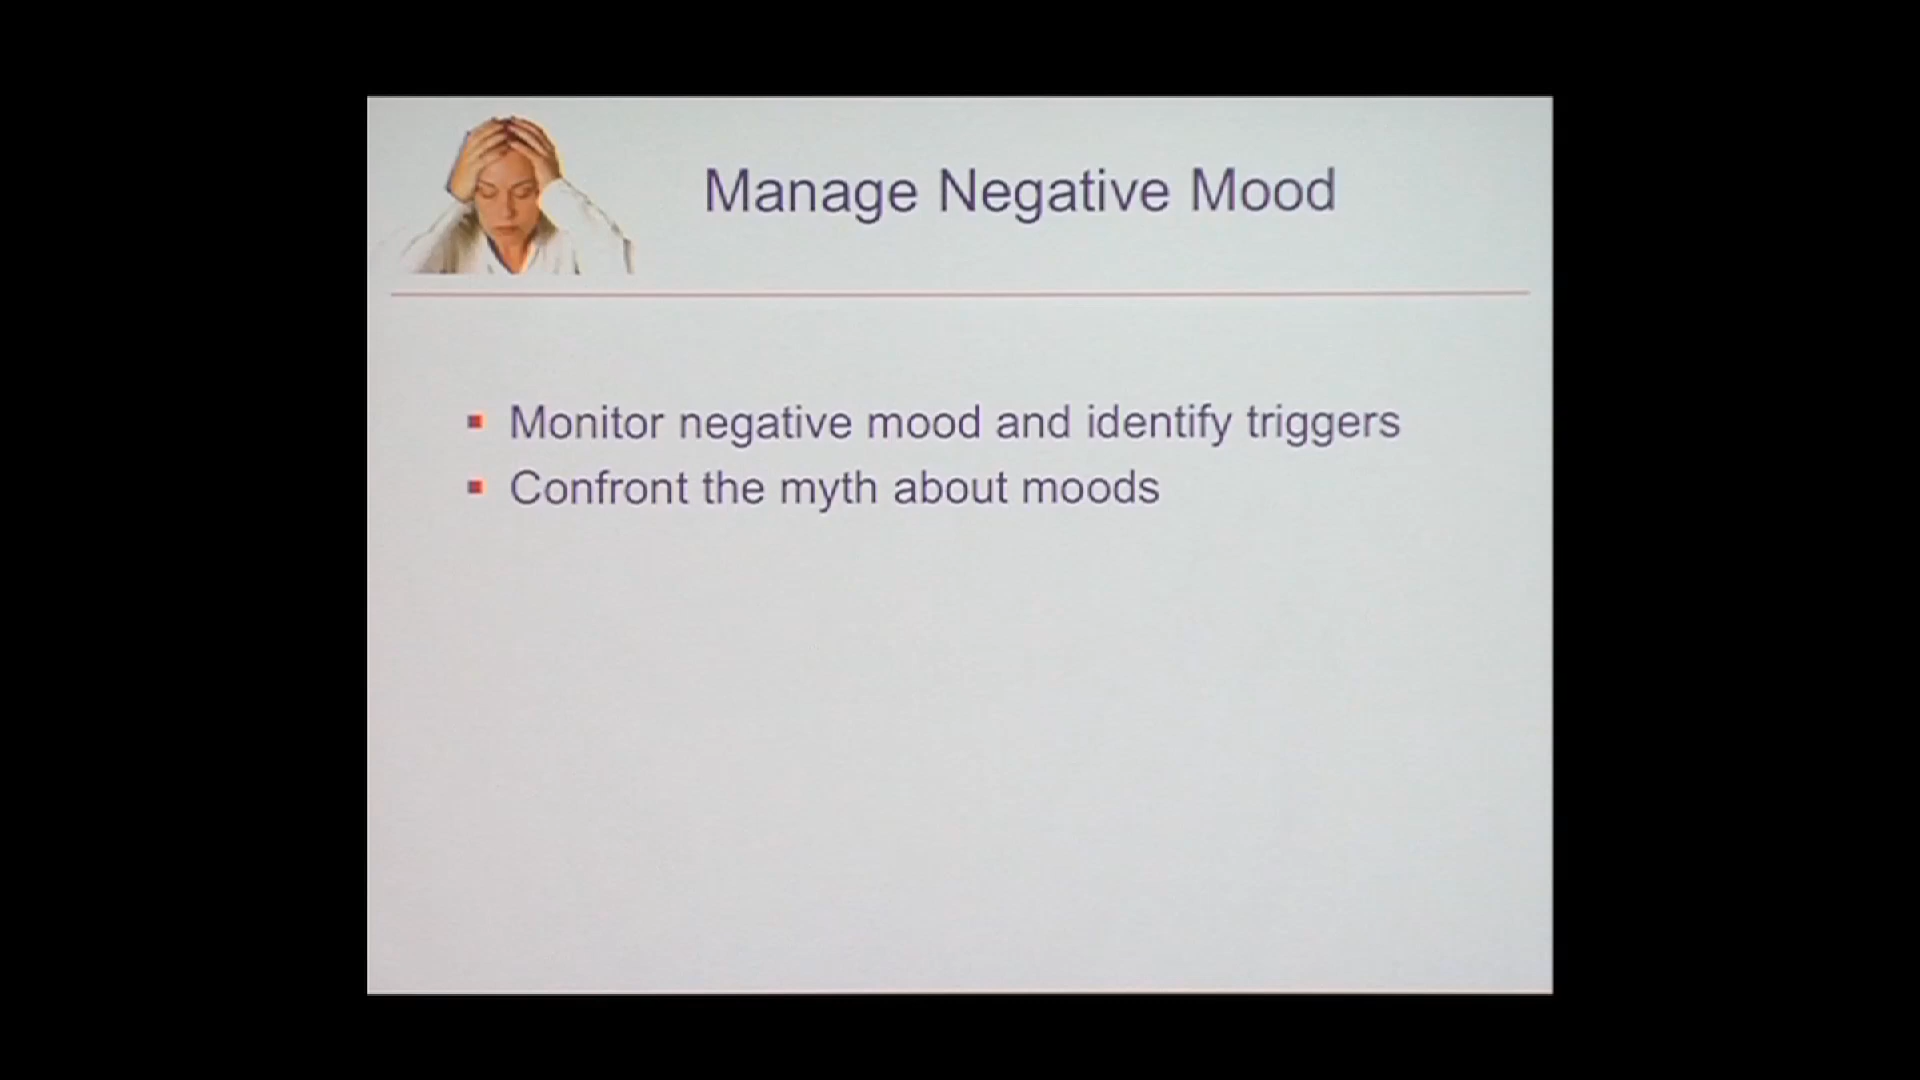 Manage Negative Mood
Monitor negative mood and identify triggers
Confront the myth about moods